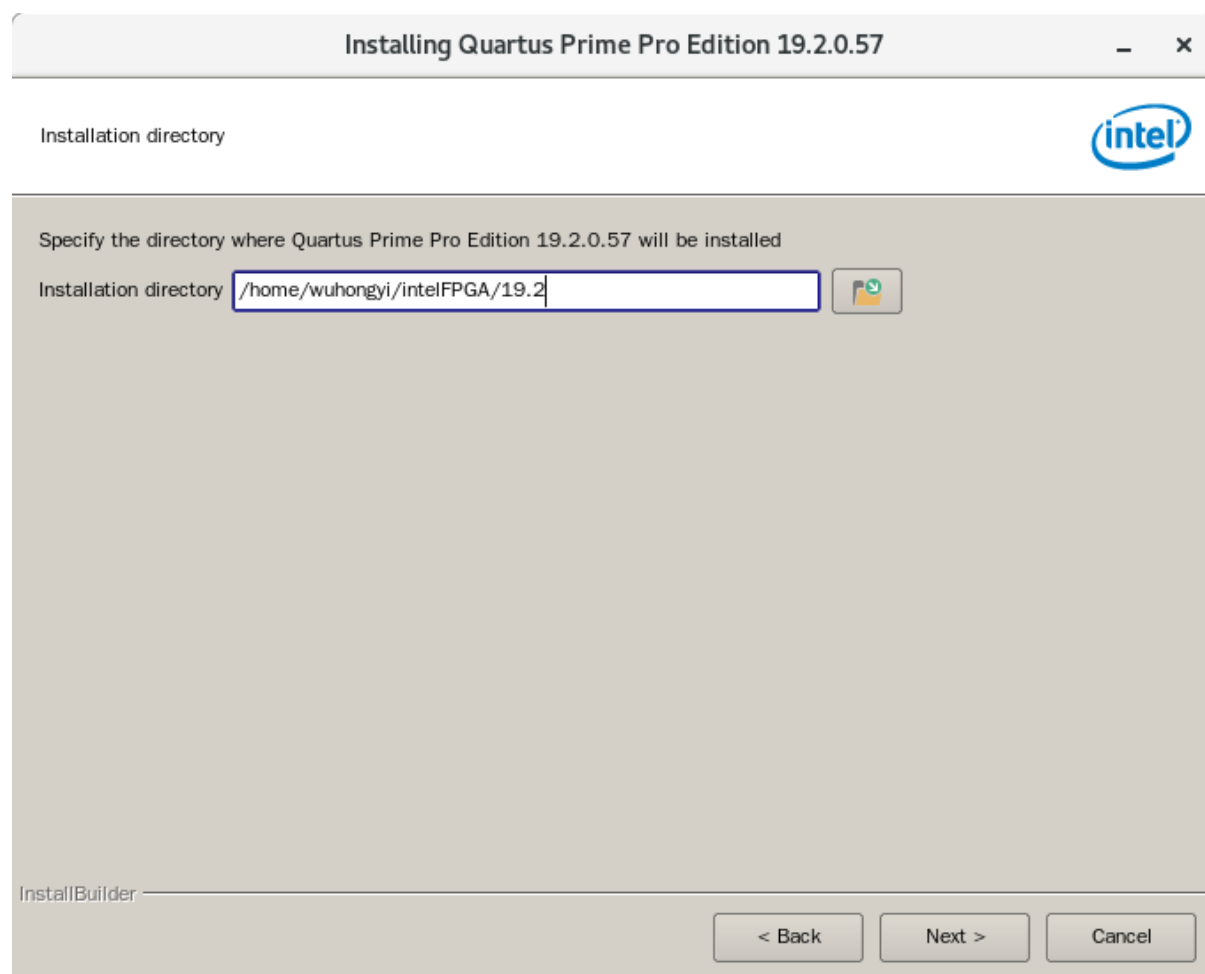 Installing Quartus Prime Pro Edition 19.2.0.57
Installation directory
intel
Specify the directory where Quartus Prime Pro Edition 19.2.0.57 will be installed
Installation directory /home/wuhongyi/intelFPGA/19.2
InstallBuilder
< Back Next > Cancel